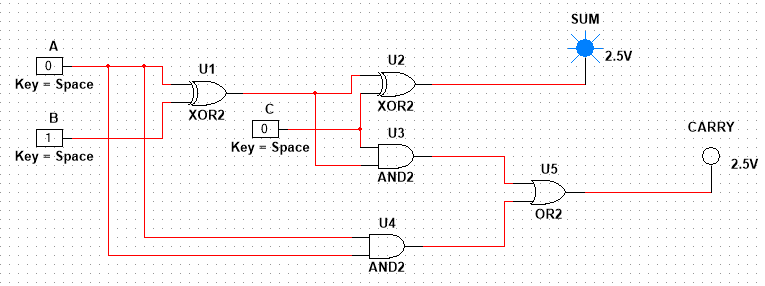 SUM
A
0
Key = Space
U1
XOR2
U2
XOR2
2.5V
B
1
Key = Space
C
0
Key = Space
U3
AND2
CARRY
2.5V
U5
OR2
U4
AND2